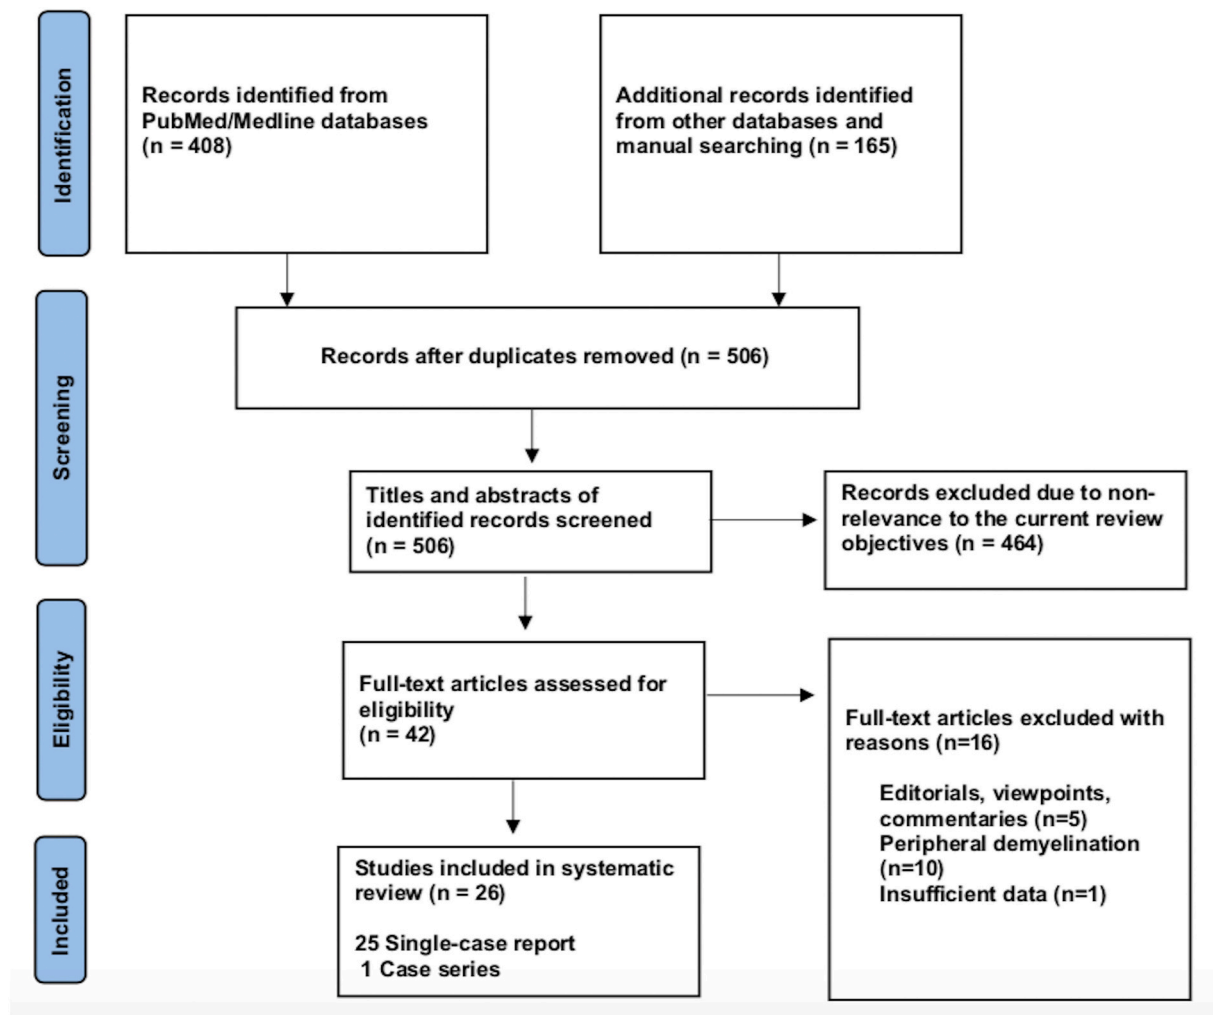 Identification
Records identified from
PubMed/Medline databases
(n = 408)
Additional records identified
from other databases and
manual searching (n = 165)
Screening
Records after duplicates removed (n = 506)
Titles and abstracts of
identified records screened
(n = 506)
Records excluded due to non-
relevance to the current review
objectives (n = 464)
Eligibility
Full-text articles assessed for
eligibility
(n = 42)
Full-text articles excluded with
reasons (n=16)
Editorials, viewpoints,
commentaries (n=5)
Peripheral demyelination
(n=10)
Insufficient data (n=1)
Included
Studies included in systematic
review (n = 26)
25 Single-case report
1 Case series